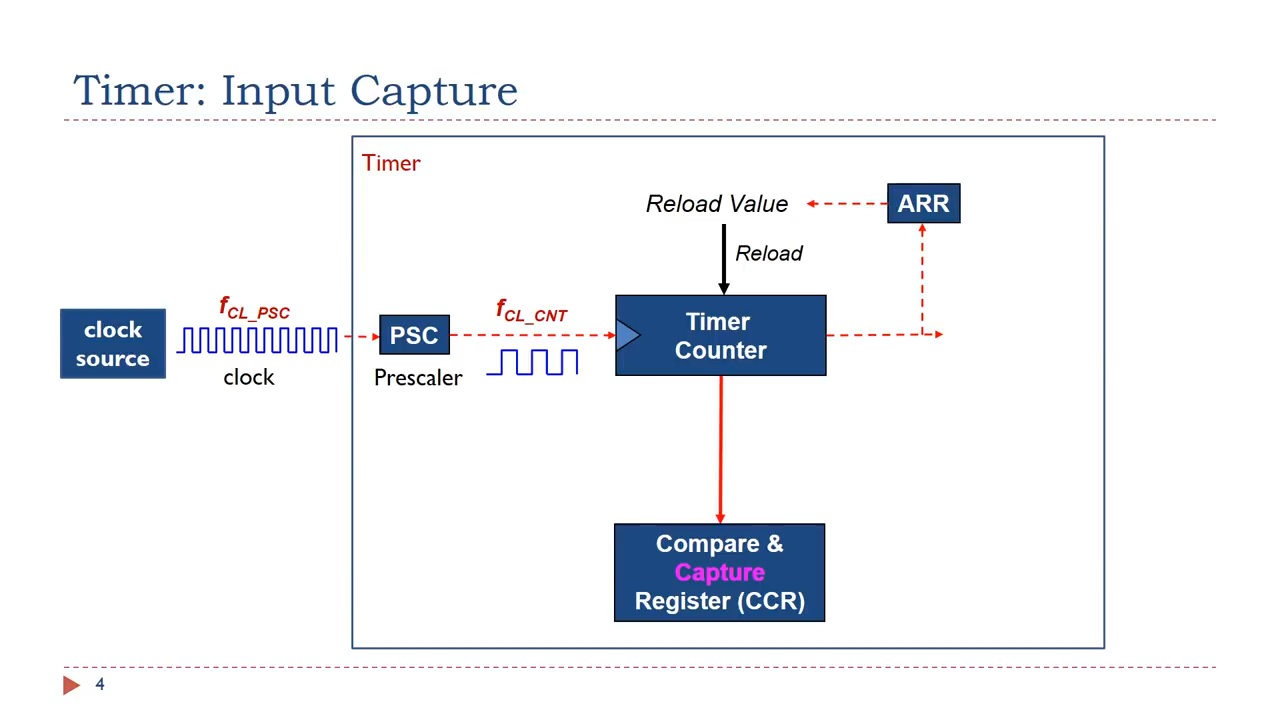 Timer: Input Capture
Timer
Reload Value
ARR
Reload
clock
source
fCL_PSC
clock
PSC
Prescaler
fCL_CNT
Timer
Counter
Compare &
Capture
Register (CCR)
4